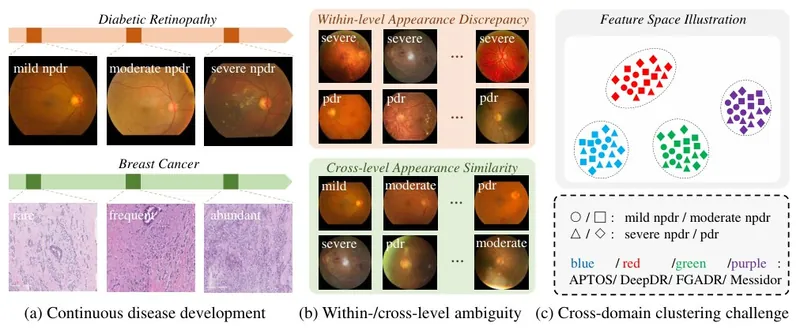 Diabetic Retinopathy
mild npdr
moderate npdr
severe npdr
Breast Cancer
rare
frequent
abundant
(a) Continuous disease development
Within-level Appearance Discrepancy
severe
severe
...
severe
pdr
pdr
...
pdr
Cross-level Appearance Similarity
mild
moderate
...
pdr
severe
pdr
...
moderate
(b) Within-/cross-level ambiguity
Feature Space Illustration
○ / □ : mild npdr / moderate npdr
△ / ◇ : severe npdr / pdr
blue / red /green /purple :
APTOS/ DeepDR/ FGADR/ Messidor
(c) Cross-domain clustering challenge